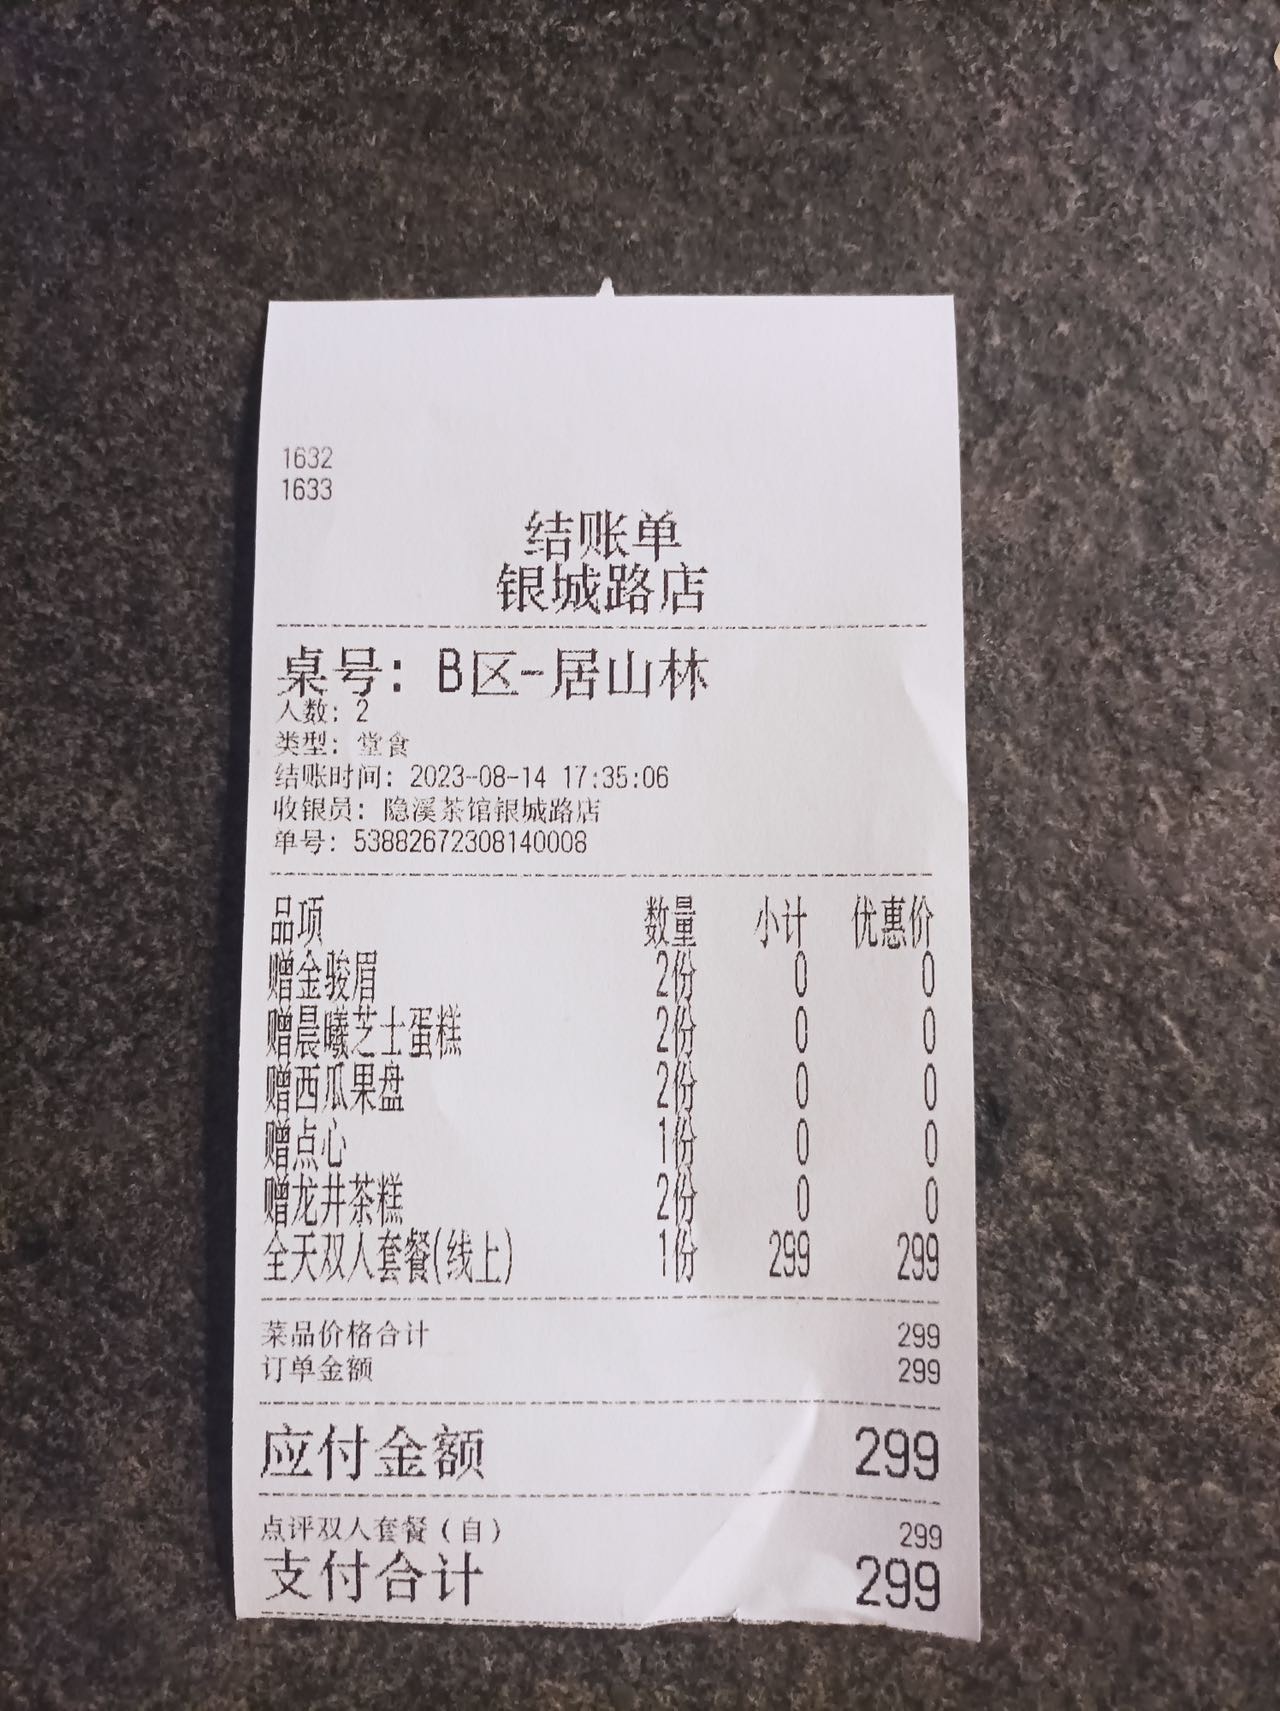 1632
1633
结账单
银城路店
桌号: B区-居山林
人数: 2
类型: 堂食
结账时间: 2023-08-14 17:35:06
收银员: 隐溪茶馆银城路店
单号: 53882672308140008
品项 数量 小计 优惠价
赠金骏眉 2份 0 0
赠晨曦芝士蛋糕 2份 0 0
赠西瓜果盘 2份 0 0
赠点心 1份 0 0
赠龙井茶糕 2份 0 0
全天双人套餐(线上) 1份 299 299
菜品价格合计 299
订单金额 299
应付金额 299
点评双人套餐（自） 299
支付合计 299